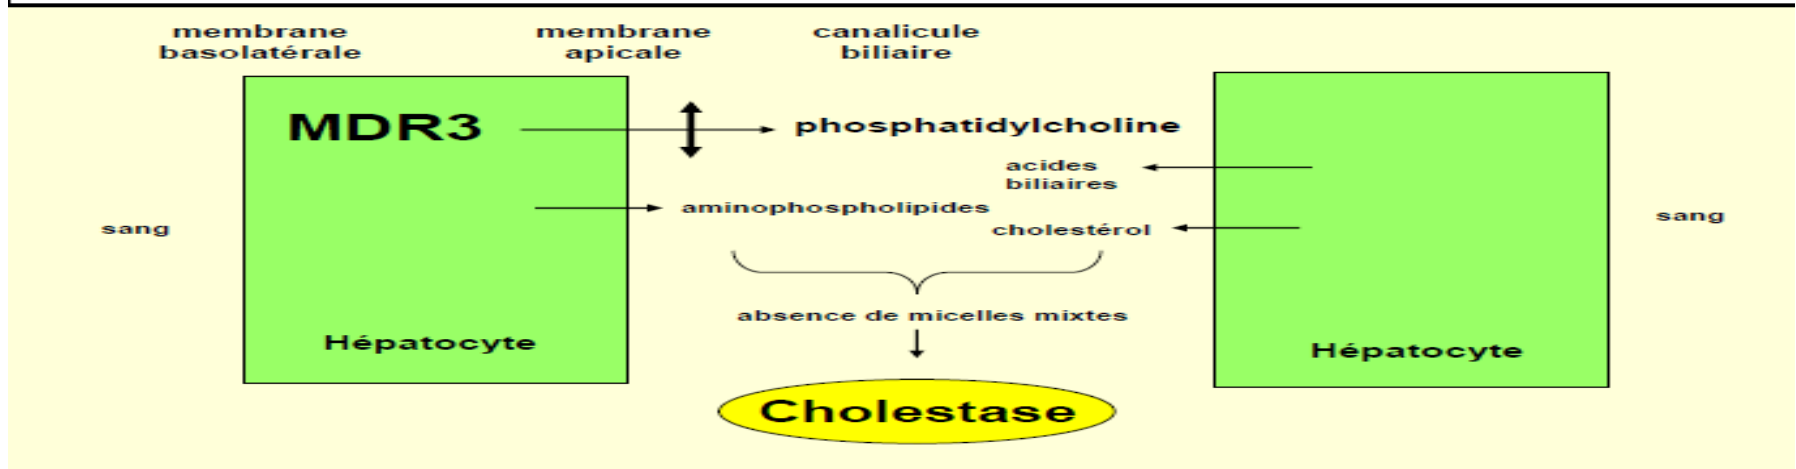 membrane
basolatérale
membrane
apicale
canalicule
biliaire
MDR3
phosphatidylcholine
acides
biliaires
aminophospholipides
cholestérol
sang
sang
absence de micelles mixtes
Hépatocyte
Hépatocyte
Cholestase